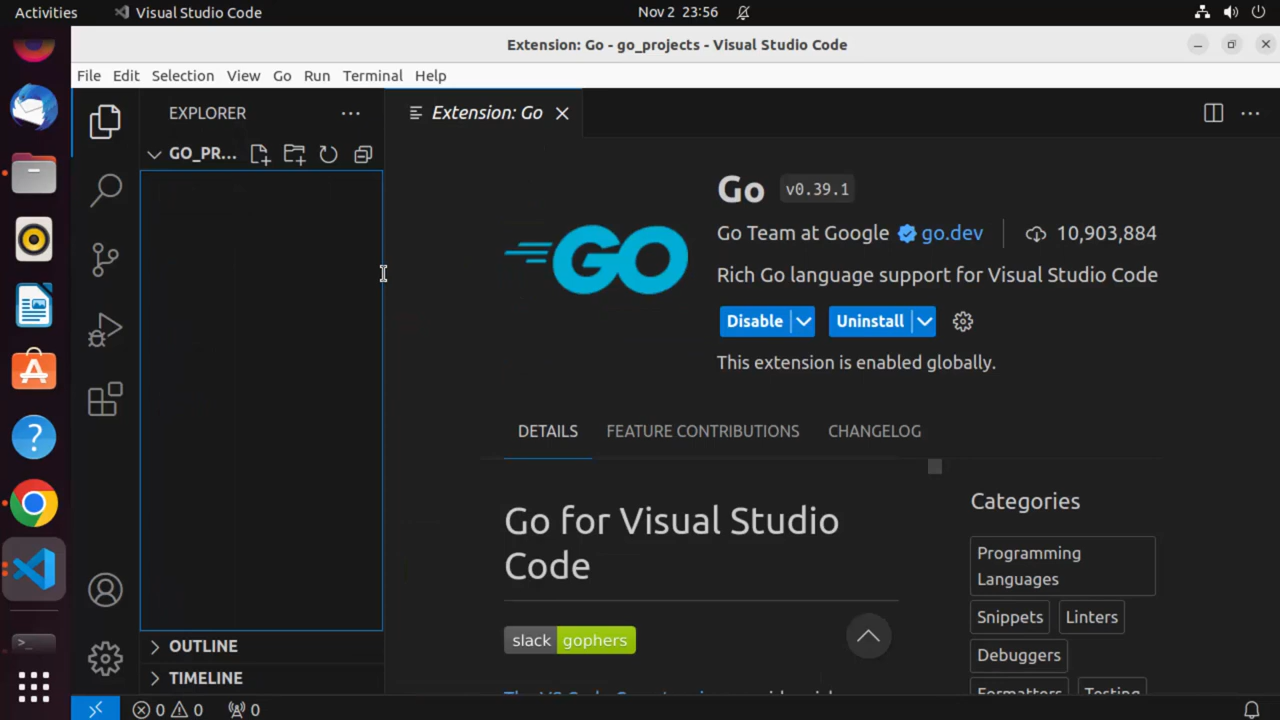 Activities
Visual Studio Code
Nov 2 23:56
Extension: Go - go_projects - Visual Studio Code
File Edit Selection View Go Run Terminal Help
EXPLORER
Extension: Go
GO_PR...
GO
Go v0.39.1
Go Team at Google go.dev 10,903,884
Rich Go language support for Visual Studio Code
Disable
Uninstall
This extension is enabled globally.
DETAILS FEATURE CONTRIBUTIONS CHANGELOG
Go for Visual Studio
Code
slack gophers
Categories
Programming
Languages
Snippets
Linters
Debuggers
Formatters
Testing
OUTLINE
TIMELINE
0 0 0